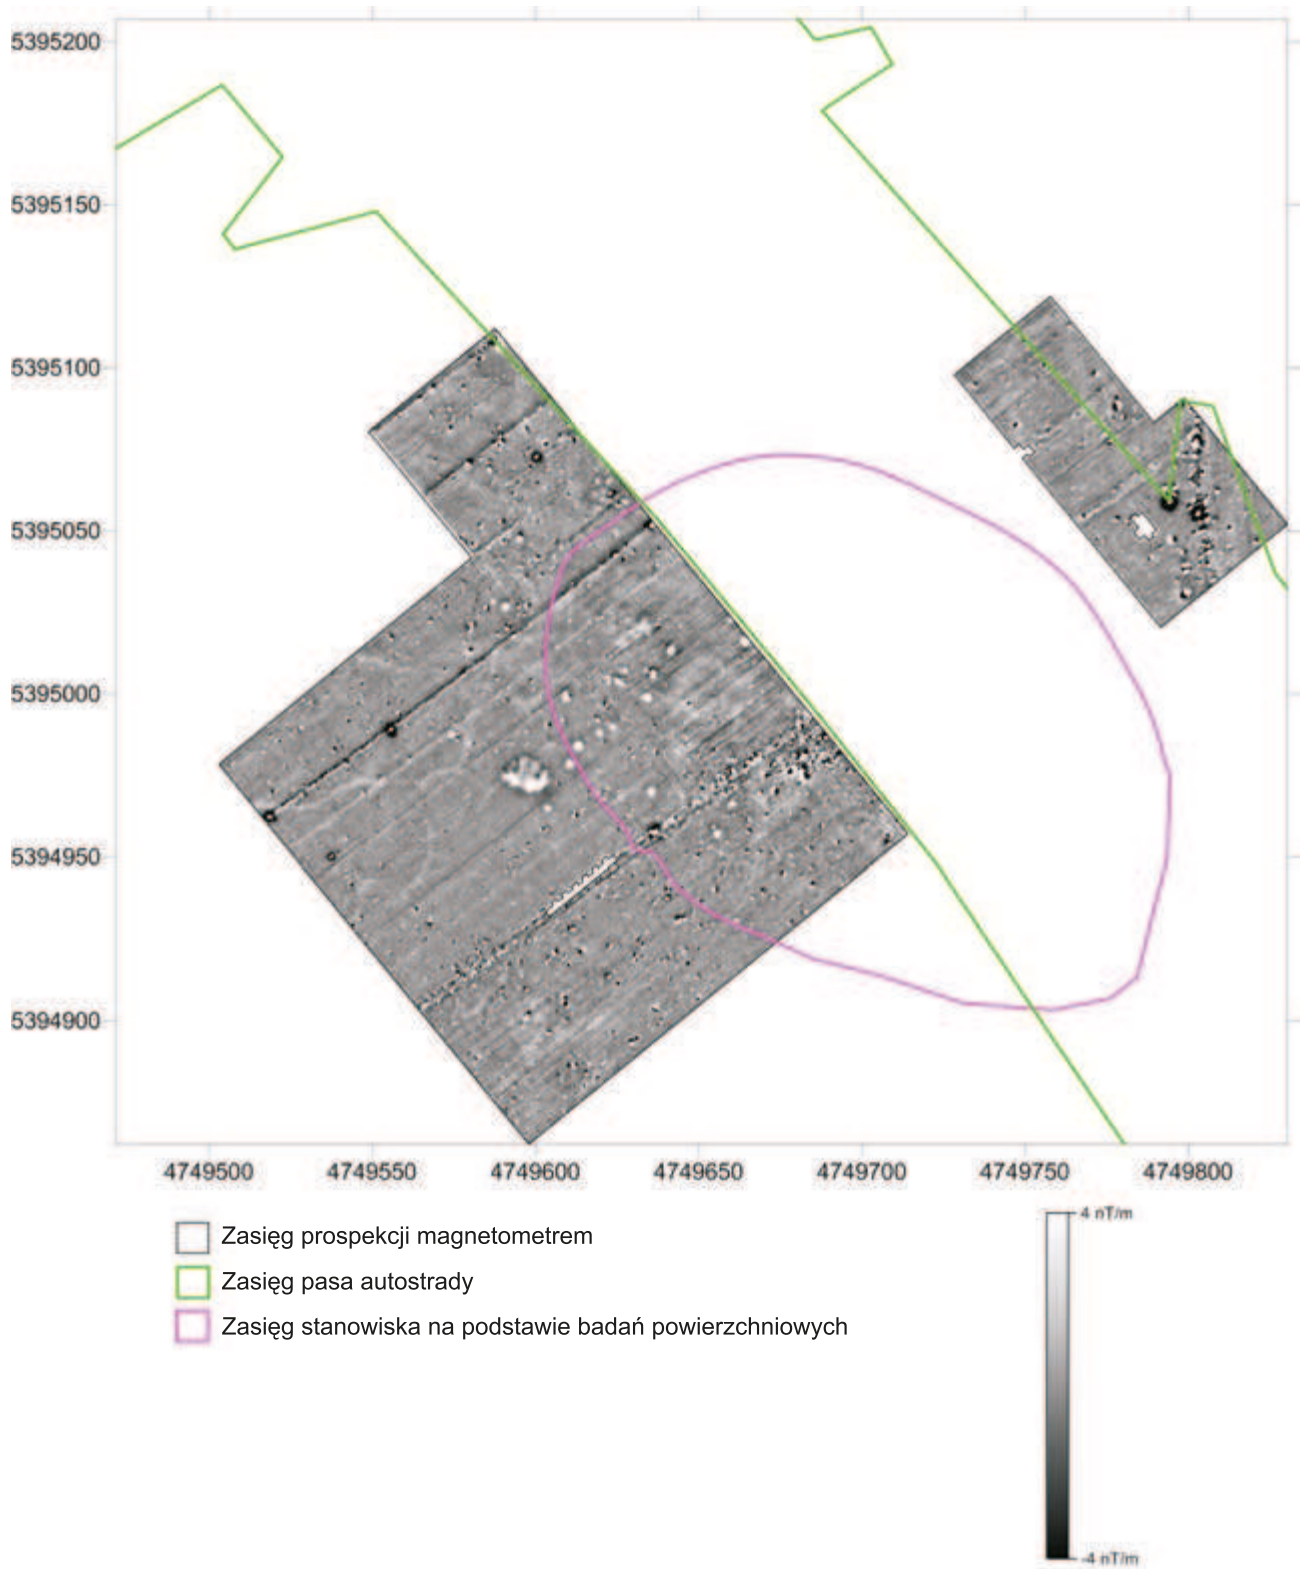 5395200
5395150
5395100
5395050
5395000
5394950
5394900
4749500 4749550 4749600 4749650 4749700 4749750 4749800
Zasięg prospekcji magnetometrem
Zasięg pasa autostrady
Zasięg stanowiska na podstawie badań powierzchniowych
4 nT/m
-4 nT/m